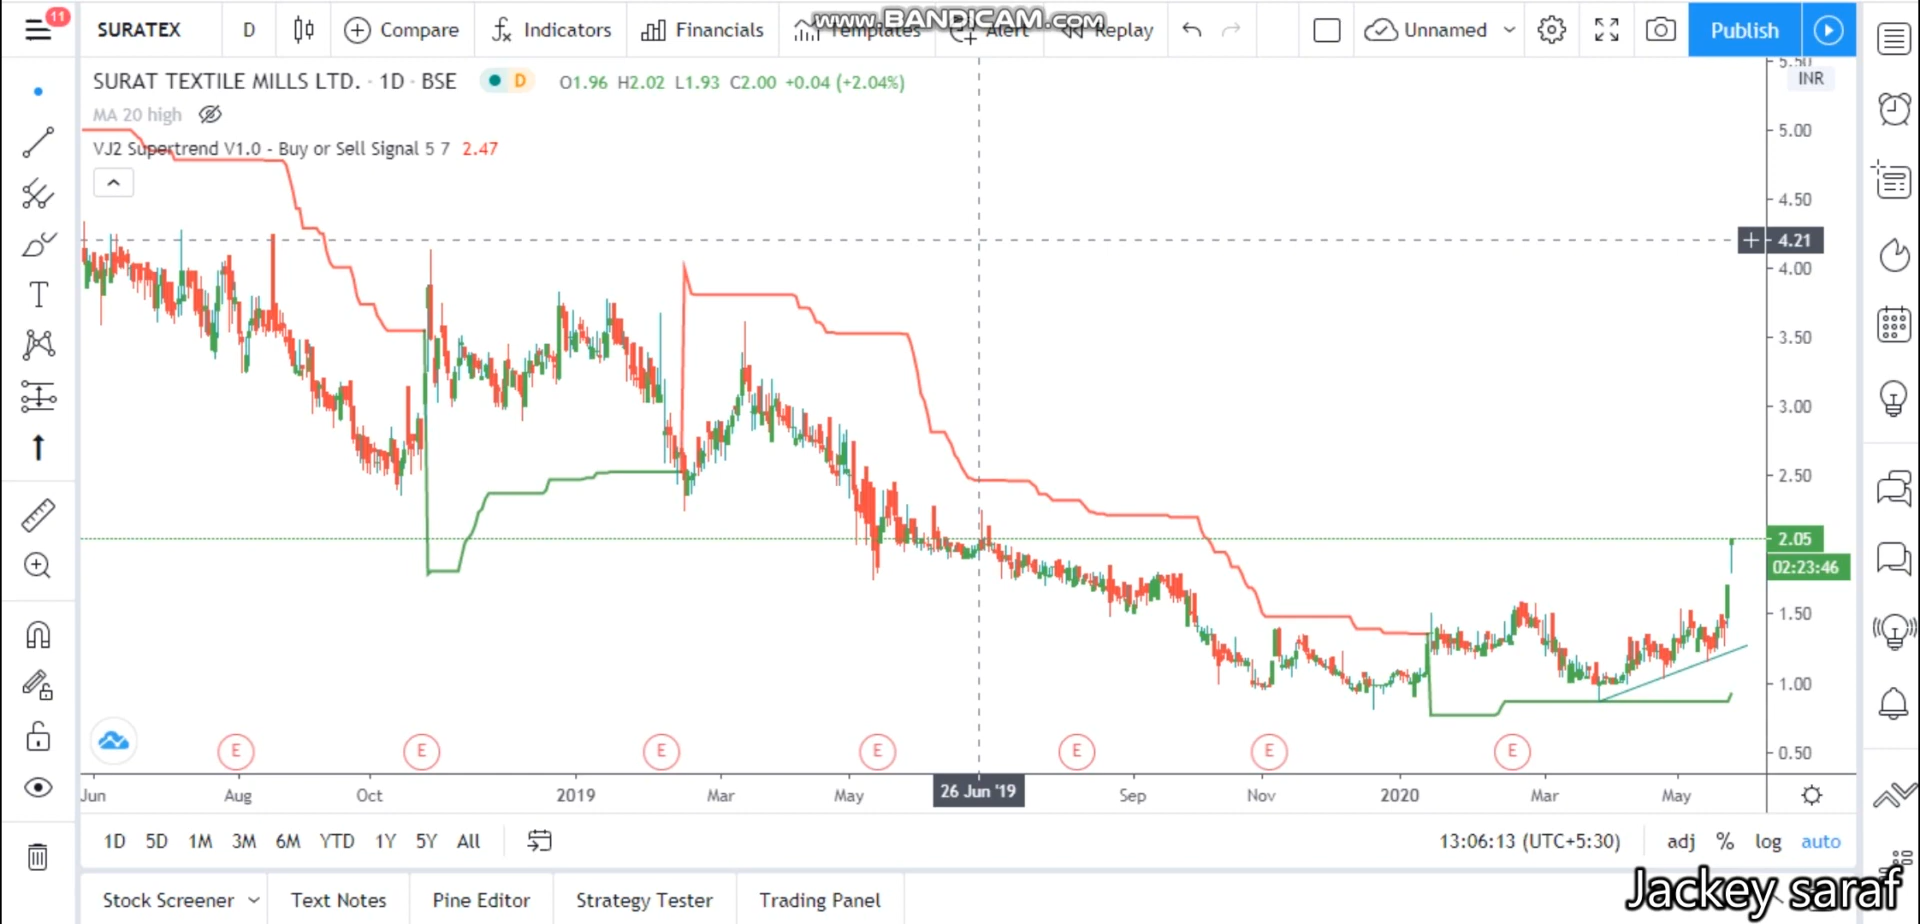 www.BANDICAM.com
11
SURATEX D Compare Indicators Financials Templates Alert Replay Unnamed Publish
SURAT TEXTILE MILLS LTD. · 1D · BSE D O1.96 H2.02 L1.93 C2.00 +0.04 (+2.04%)
INR
MA 20 high
VJ2 Supertrend V1.0 - Buy or Sell Signal 5 7 2.47
5.50
5.00
4.50
4.21
4.00
3.50
3.00
2.50
2.05
02:23:46
1.50
1.00
0.50
E E E E E E E
Jun Aug Oct 2019 Mar May 26 Jun '19 Sep Nov 2020 Mar May
1D 5D 1M 3M 6M YTD 1Y 5Y All 13:06:13 (UTC+5:30) adj % log auto
Stock Screener Text Notes Pine Editor Strategy Tester Trading Panel
Jackey saraf